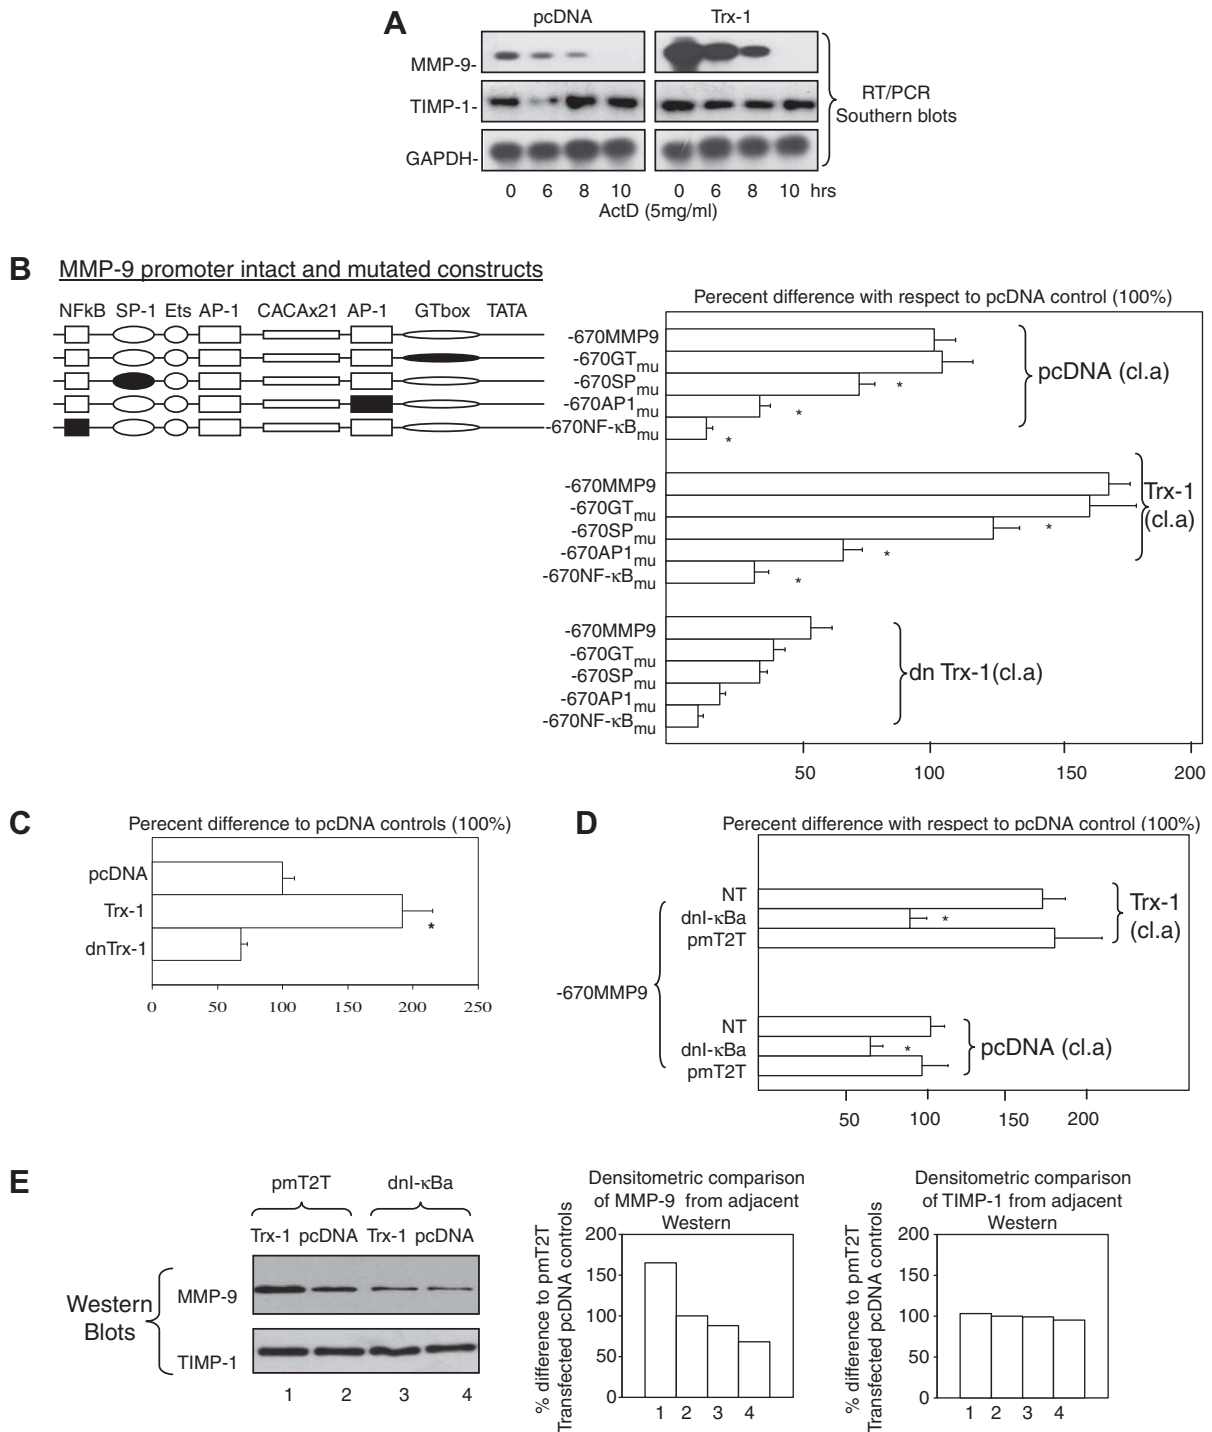 A
pcDNA Trx-1
MMP-9-
TIMP-1-
GAPDH-
RT/PCR
Southern blots
0 6 8 10 0 6 8 10 hrs
ActD (5mg/ml)
B MMP-9 promoter intact and mutated constructs
NFkB SP-1 Ets AP-1 CACAx21 AP-1 GTbox TATA
Perecent difference with respect to pcDNA control (100%)
-670MMP9
-670GTmu
-670SPmu *
-670AP1mu *
-670NF-κBmu *
pcDNA (cl.a)
-670MMP9
-670GTmu
-670SPmu *
-670AP1mu *
-670NF-κBmu *
Trx-1
(cl.a)
-670MMP9
-670GTmu
-670SPmu
-670AP1mu
-670NF-κBmu
dn Trx-1(cl.a)
50 100 150 200
C
Perecent difference to pcDNA controls (100%)
pcDNA
Trx-1
*
dnTrx-1
0 50 100 150 200 250
D
Perecent difference with respect to pcDNA control (100%)
-670MMP9
NT
dnI-κBa *
pmT2T
Trx-1
(cl.a)
NT
dnI-κBa *
pmT2T
pcDNA (cl.a)
50 100 150 200
E
pmT2T dnI-κBa
Trx-1 pcDNA Trx-1 pcDNA
Western
Blots
MMP-9
TIMP-1
1 2 3 4
Densitometric comparison
of MMP-9 from adjacent
Western
% difference to pmT2T
Transfected pcDNA controls
200
150
100
50
0
1 2 3 4
Densitometric comparison
of TIMP-1 from adjacent
Western
% difference to pmT2T
Transfected pcDNA controls
200
150
100
50
0
1 2 3 4